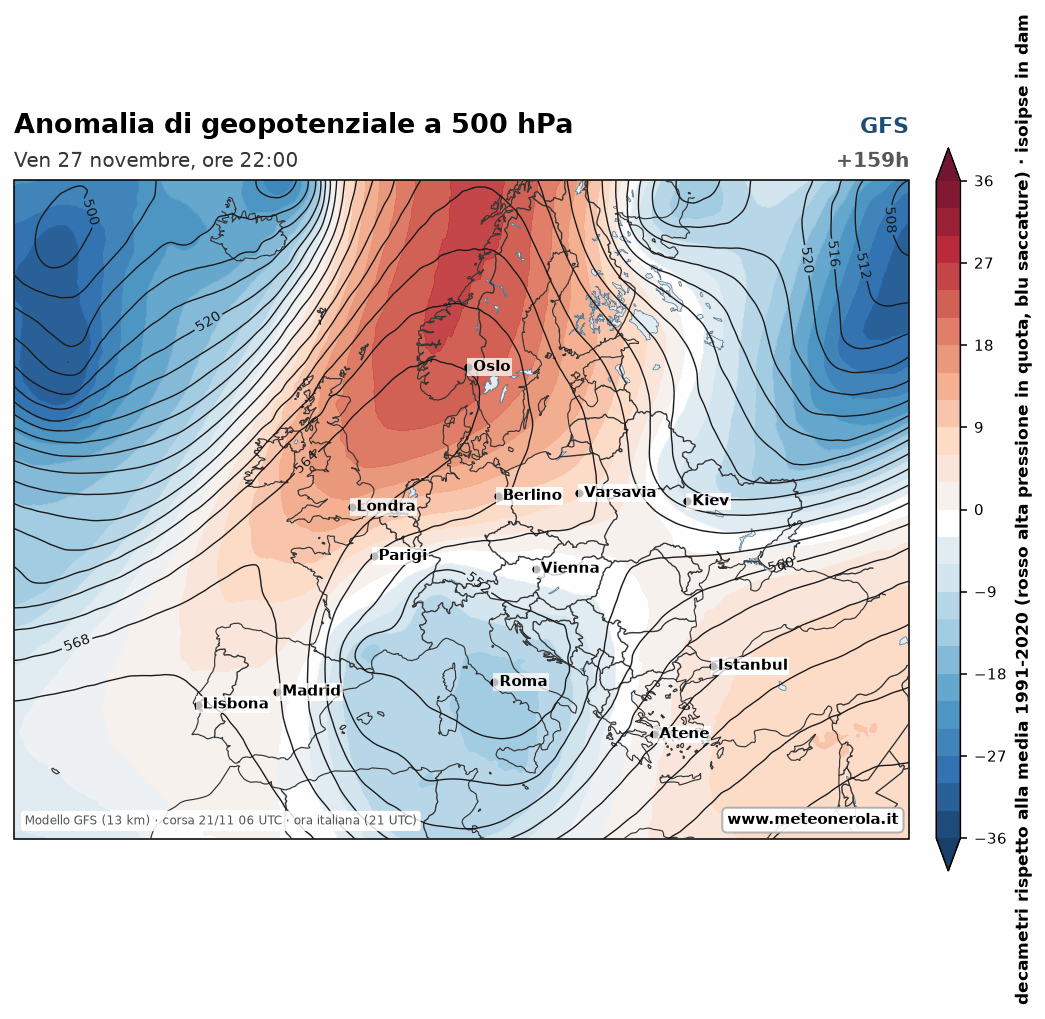 Anomalia di geopotenziale a 500 hPa
GFS
Ven 27 novembre, ore 22:00
+159h
500
508
520
516
512
520
564
560
568
Oslo
Berlino
Varsavia
Kiev
Londra
Parigi
Vienna
Istanbul
Roma
Madrid
Lisbona
Atene
Modello GFS (13 km) · corsa 21/11 06 UTC · ora italiana (21 UTC)
www.meteonerola.it
36
27
18
9
0
−9
−18
−27
−36
decametri rispetto alla media 1991-2020 (rosso alta pressione in quota, blu saccature) · isoipse in dam